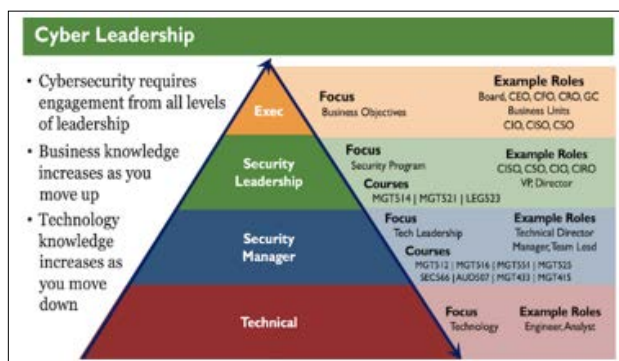 Cyber Leadership
• Cybersecurity requires
engagement from all levels
of leadership
• Business knowledge
increases as you
move up
• Technology
knowledge
increases as
you move
down
Exec
Focus
Business Objectives
Example Roles
Board, CEO, CFO, CRO, GC
Business Units
CIO, CISO, CSO
Security
Leadership
Focus
Security Program
Courses
MGT514 | MGT521 | LEG523
Example Roles
CISO, CSO, CIO, CIRO
VP, Director
Security
Manager
Focus
Tech Leadership
Courses
MGT512 | MGT516 | MGT551 | MGT525
SEC566 | AUD507 | MGT433 | MGT415
Example Roles
Technical Director
Manager, Team Lead
Technical
Focus
Technology
Example Roles
Engineer, Analyst